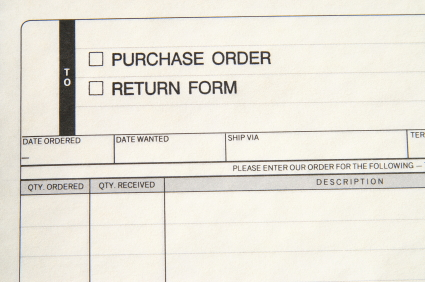 TO
PURCHASE ORDER
RETURN FORM
DATE ORDERED DATE WANTED SHIP VIA
PLEASE ENTER OUR ORDER FOR THE FOLLOWING —
QTY. ORDERED QTY. RECEIVED DESCRIPTION